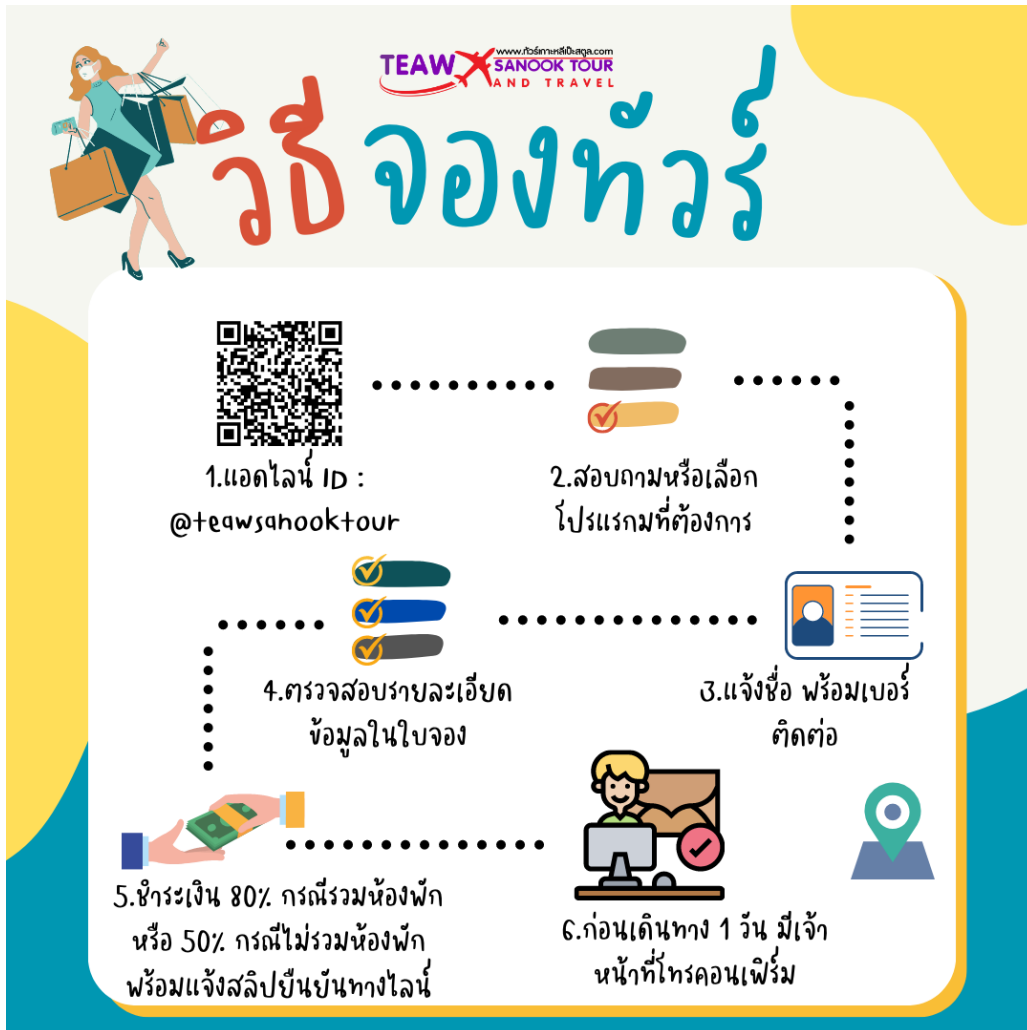 www.ทัวร์เกาะหลีเป๊ะสตูล.com
TEAW SANOOK TOUR
AND TRAVEL
วิธีจองทัวร์
1.แอดไลน์ ID :
@teawsanooktour
2.สอบถามหรือเลือก
โปรแรกมที่ต้องการ
3.แจ้งชื่อ พร้อมเบอร์
ติดต่อ
4.ตรวจสอบรายละเอียด
ข้อมูลในใบจอง
5.ชำระเงิน 80% กรณีรวมห้องพัก
หรือ 50% กรณีไม่รวมห้องพัก
พร้อมแจ้งสลิปยืนยันทางไลน์
6.ก่อนเดินทาง 1 วัน มีเจ้า
หน้าที่โทรคอนเฟิร์ม